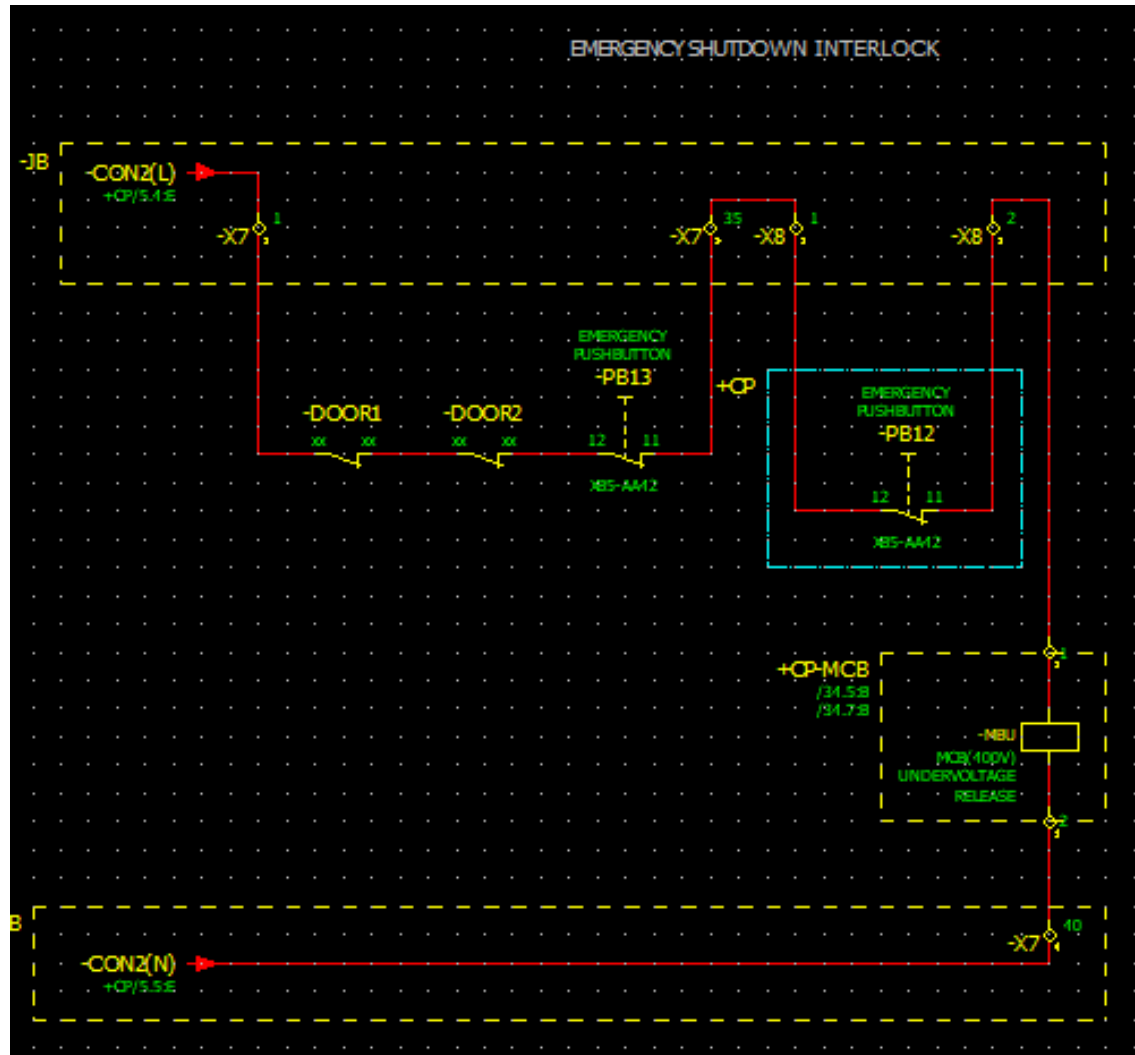 EMERGENCY SHUTDOWN INTERLOCK
-JB
-CON2(L)
+CP/5.4:E
-X7
1
-X7
35
-X8
1
-X8
2
EMERGENCY
PUSHBUTTON
-PB13
-DOOR1
xx
xx
-DOOR2
xx
xx
12
11
XB5-AA42
+CP
EMERGENCY
PUSHBUTTON
-PB12
12
11
XB5-AA42
+CP-MCB
/34.5:B
/34.7:B
1
-MBU
MCB(400V)
UNDERVOLTAGE
RELEASE
2
B
-X7
40
-CON2(N)
+CP/5.5:E